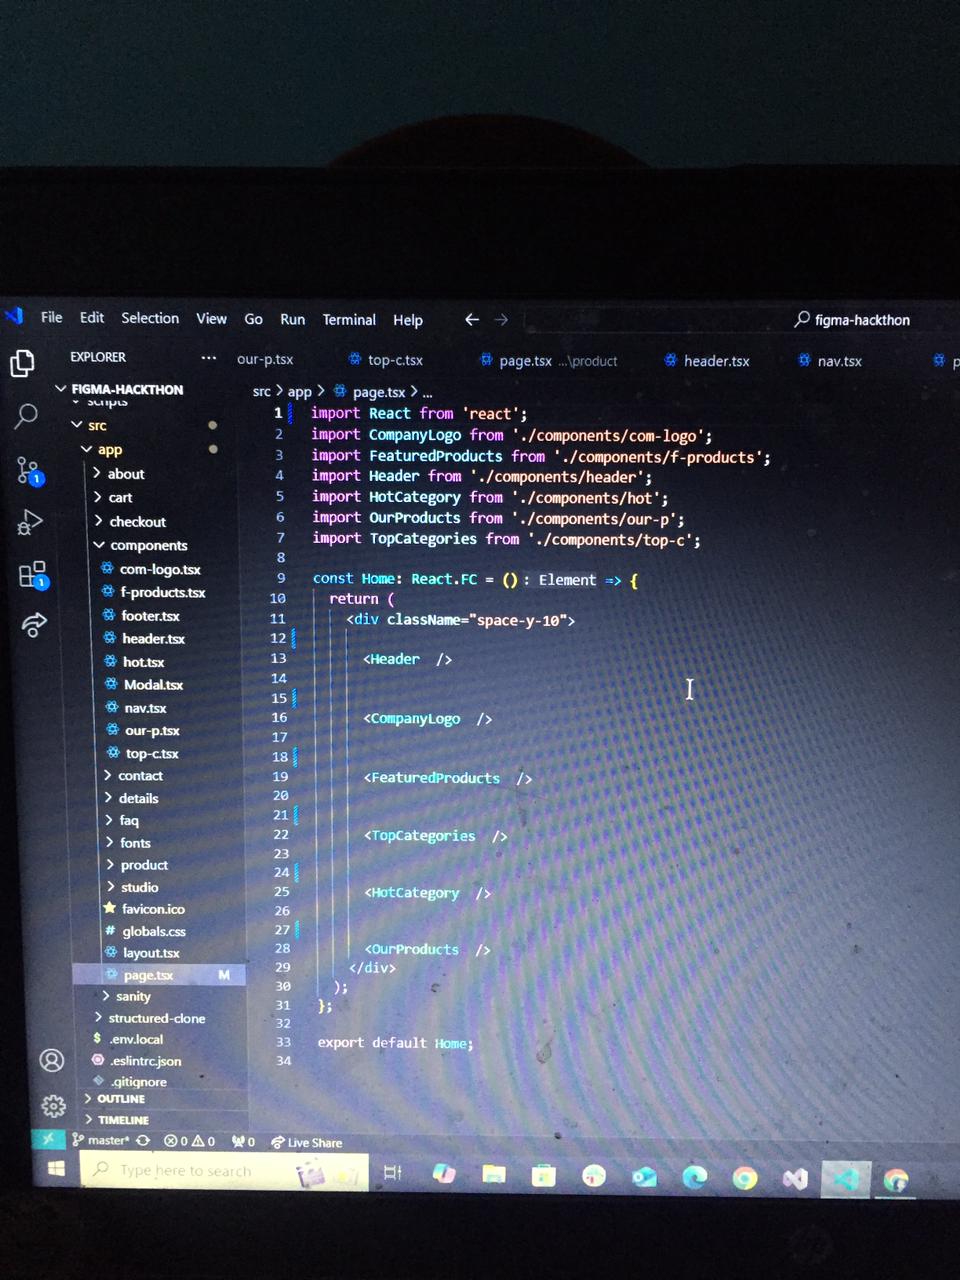 File Edit Selection View Go Run Terminal Help
figma-hackthon
EXPLORER
our-p.tsx
top-c.tsx
page.tsx ...\product
header.tsx
nav.tsx
p
FIGMA-HACKTHON
scripts
src
app
about
cart
checkout
components
com-logo.tsx
f-products.tsx
footer.tsx
header.tsx
hot.tsx
Modal.tsx
nav.tsx
our-p.tsx
top-c.tsx
contact
details
faq
fonts
product
studio
favicon.ico
globals.css
layout.tsx
page.tsx M
sanity
structured-clone
.env.local
.eslintrc.json
.gitignore
OUTLINE
TIMELINE
1
1
src > app > page.tsx > ...
1 import React from 'react';
2 import CompanyLogo from './components/com-logo';
3 import FeaturedProducts from './components/f-products';
4 import Header from './components/header';
5 import HotCategory from './components/hot';
6 import OurProducts from './components/our-p';
7 import TopCategories from './components/top-c';
8
9 const Home: React.FC = (): Element => {
10 return (
11 <div className="space-y-10">
12
13 <Header />
14
15
16 <CompanyLogo />
17
18
19 <FeaturedProducts />
20
21
22 <TopCategories />
23
24
25 <HotCategory />
26
27
28 <OurProducts />
29 </div>
30 );
31 };
32
33 export default Home;
34
master* 0 0 0 Live Share
Type here to search
hp